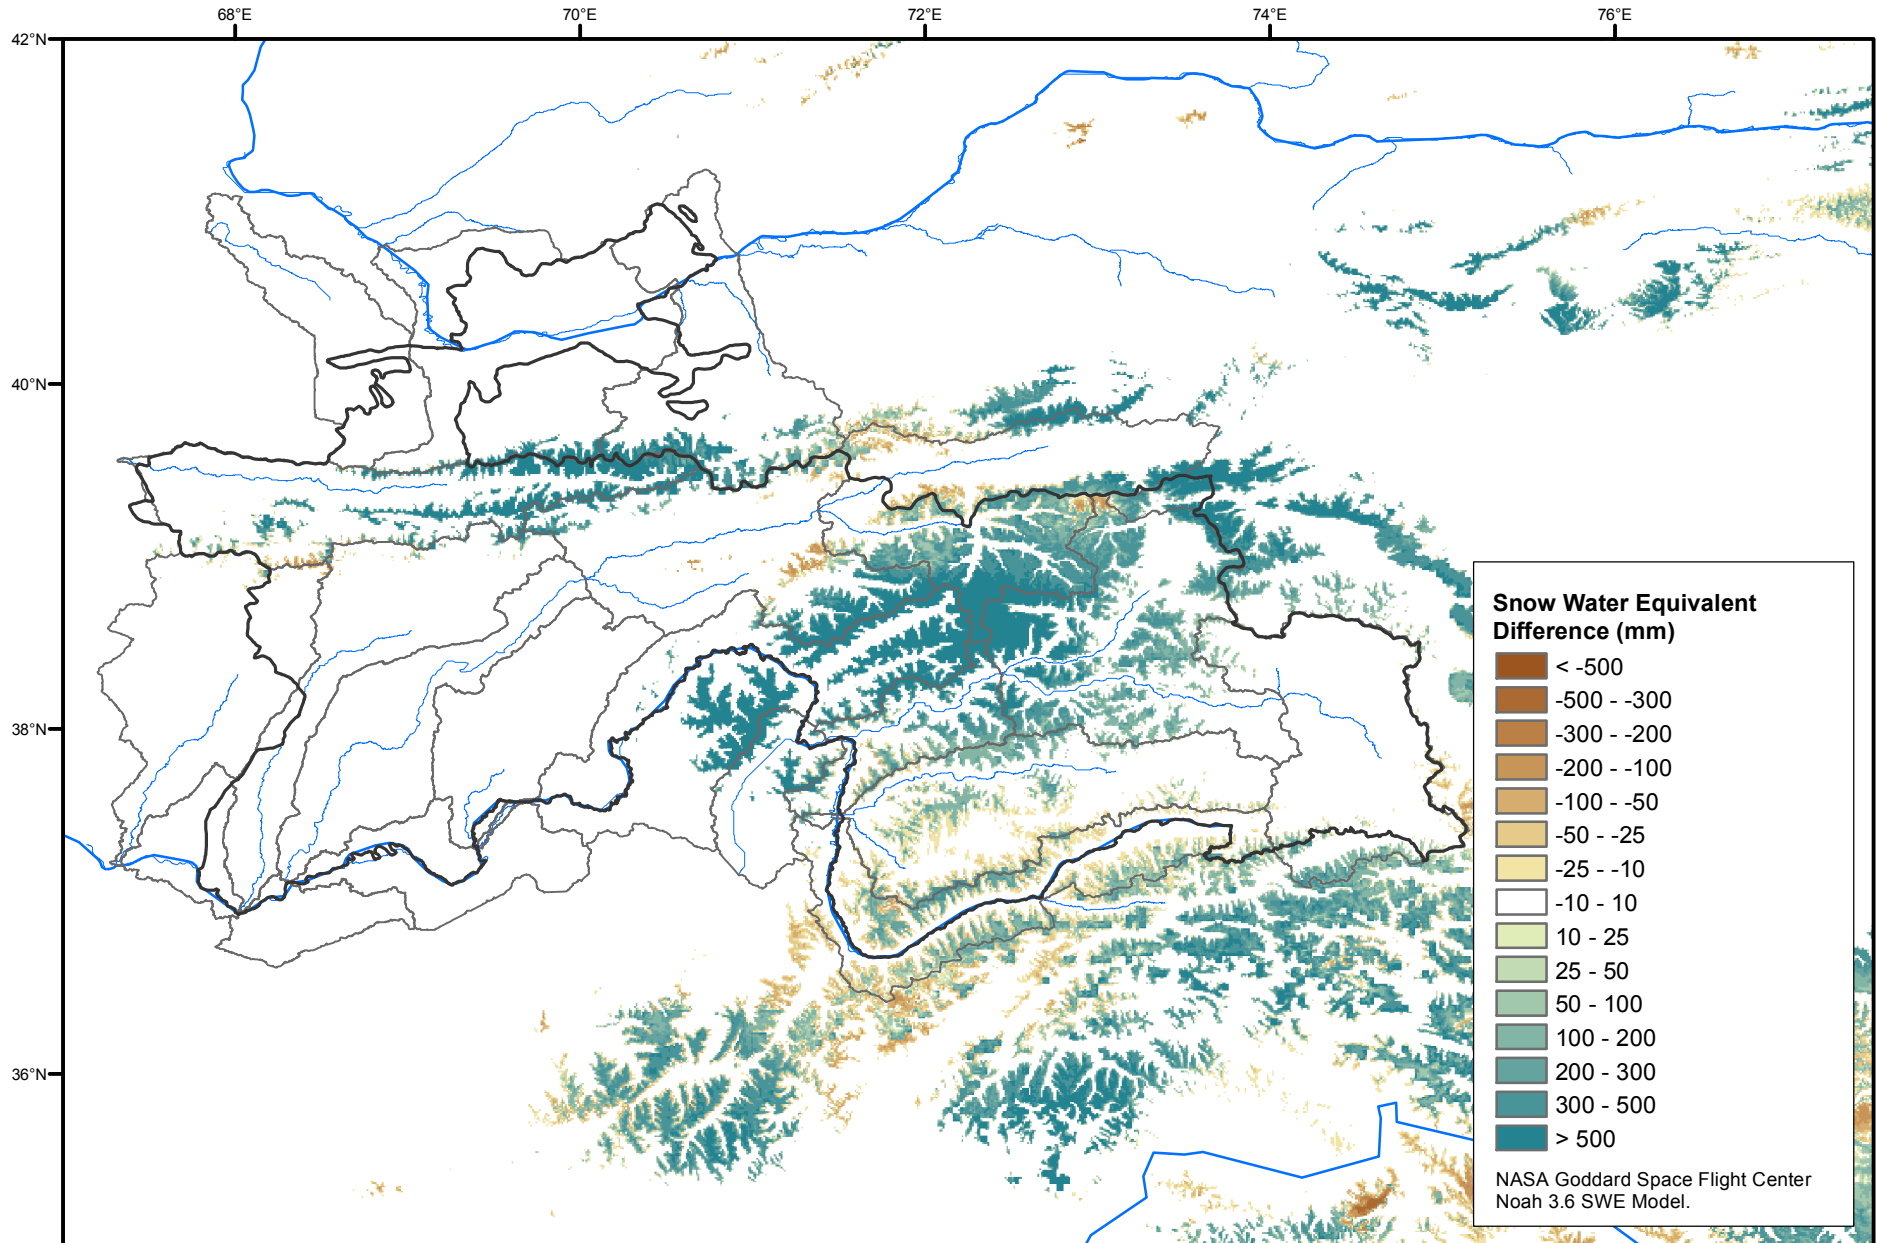 68°E
70°E
72°E
74°E
76°E
42°N
40°N
38°N
36°N
Snow Water Equivalent
Difference (mm)
< -500
-500 - -300
-300 - -200
-200 - -100
-100 - -50
-50 - -25
-25 - -10
-10 - 10
10 - 25
25 - 50
50 - 100
100 - 200
200 - 300
300 - 500
> 500
NASA Goddard Space Flight Center
Noah 3.6 SWE Model.